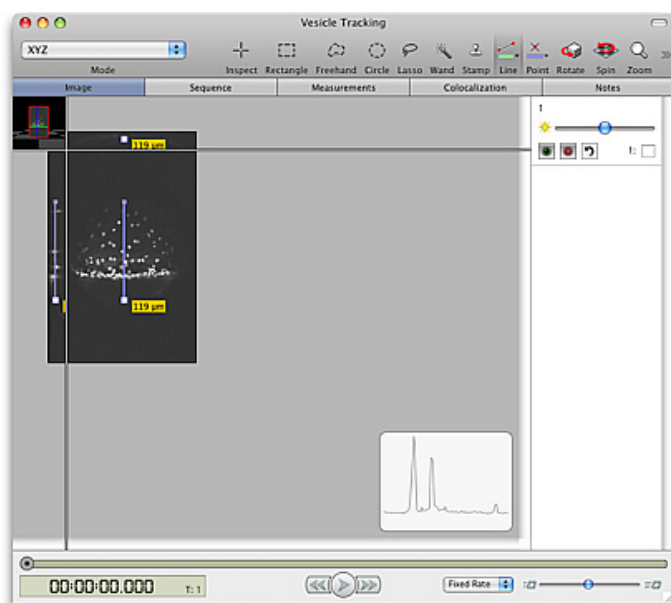 Vesicle Tracking
XYZ
Mode
Inspect Rectangle Freehand Circle Lasso Wand Stamp Line Point Rotate Spin Zoom
Image Sequence Measurements Colocalization Notes
1
119 µm
t:
119 µm
00:00:00.000 T: 1 Fixed Rate